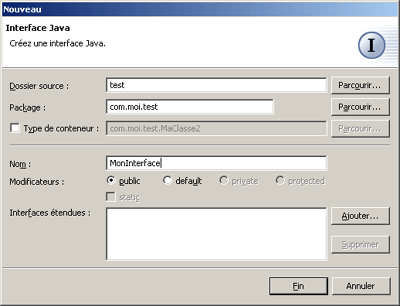 Nouveau
Interface Java
Créez une interface Java.
I
Dossier source : test Parcourir...
Package : com.moi.test Parcourir...
Type de conteneur : com.moi.test.MaClasse2 Parcourir...
Nom : MonInterface
Modificateurs : public default private protected
static
Interfaces étendues : Ajouter...
Supprimer
Fin Annuler